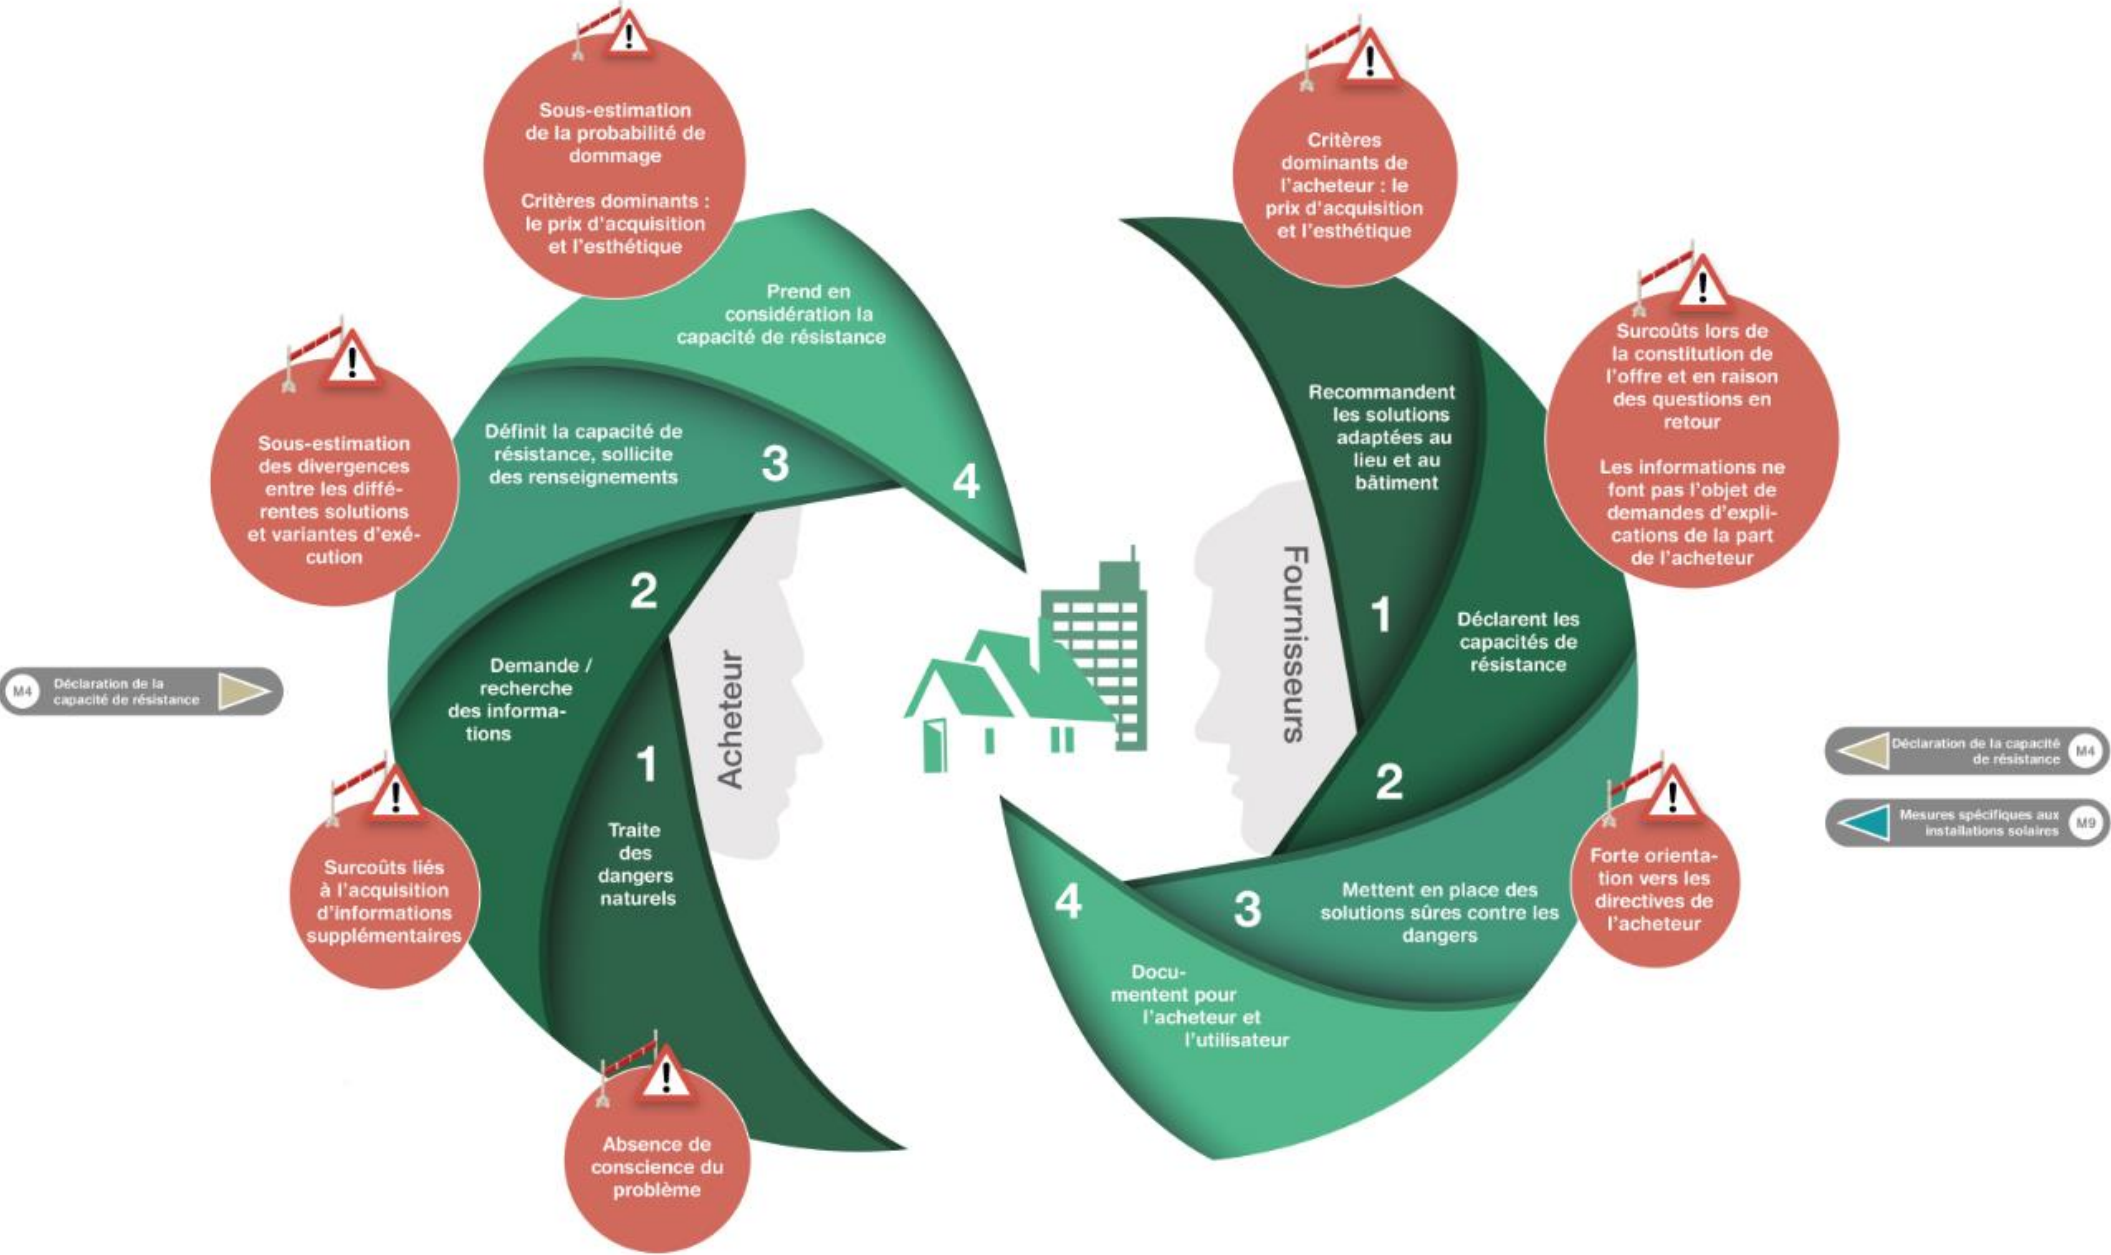 Sous-estimation
de la probabilité de
dommage
Critères dominants :
le prix d'acquisition
et l'esthétique
Critères
dominants de
l'acheteur : le
prix d'acquisition
et l'esthétique
Prend en
considération la
capacité de résistance
4
Sous-estimation
des divergences
entre les diffé-
rentes solutions
et variantes d'exé-
cution
Définit la capacité de
résistance, sollicite
des renseignements
3
2
Demande /
recherche
des informa-
tions
M4
Déclaration de la
capacité de résistance
1
Traite
des
dangers
naturels
Acheteur
Surcoûts liés
à l'acquisition
d'informations
supplémentaires
Absence de
conscience du
problème
Fournisseurs
Recommandent
les solutions
adaptées au
lieu et au
bâtiment
1
Surcoûts lors de
la constitution de
l'offre et en raison
des questions en
retour
Les informations ne
font pas l'objet de
demandes d'expli-
cations de la part
de l'acheteur
Déclarent les
capacités de
résistance
2
Déclaration de la capacité
de résistance
M4
Mesures spécifiques aux
installations solaires
M9
Forte orienta-
tion vers les
directives de
l'acheteur
3
Mettent en place des
solutions sûres contre les
dangers
4
Docu-
mentent pour
l'acheteur et
l'utilisateur